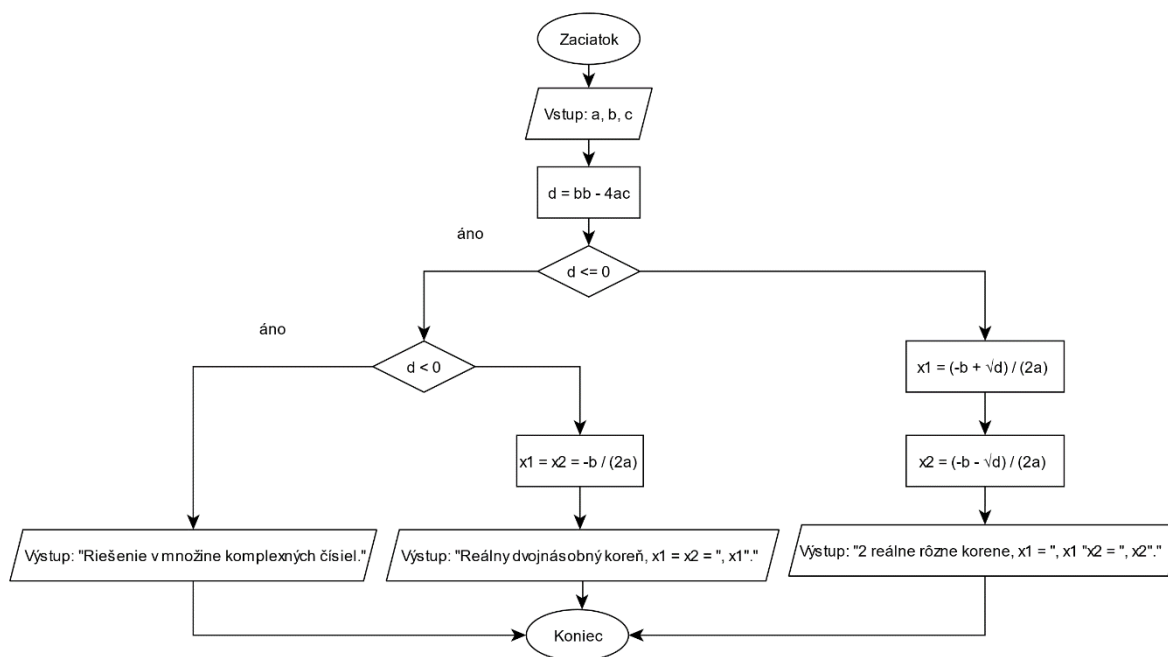 Zaciatok
Vstup: a, b, c
d = bb - 4ac
áno
d <= 0
áno
d < 0
x1 = (-b + √d) / (2a)
x1 = x2 = -b / (2a)
x2 = (-b - √d) / (2a)
Výstup: "Riešenie v množine komplexných čísiel."
Výstup: "Reálny dvojnásobný koreň, x1 = x2 = ", x1"."
Výstup: "2 reálne rôzne korene, x1 = ", x1 "x2 = ", x2"."
Koniec